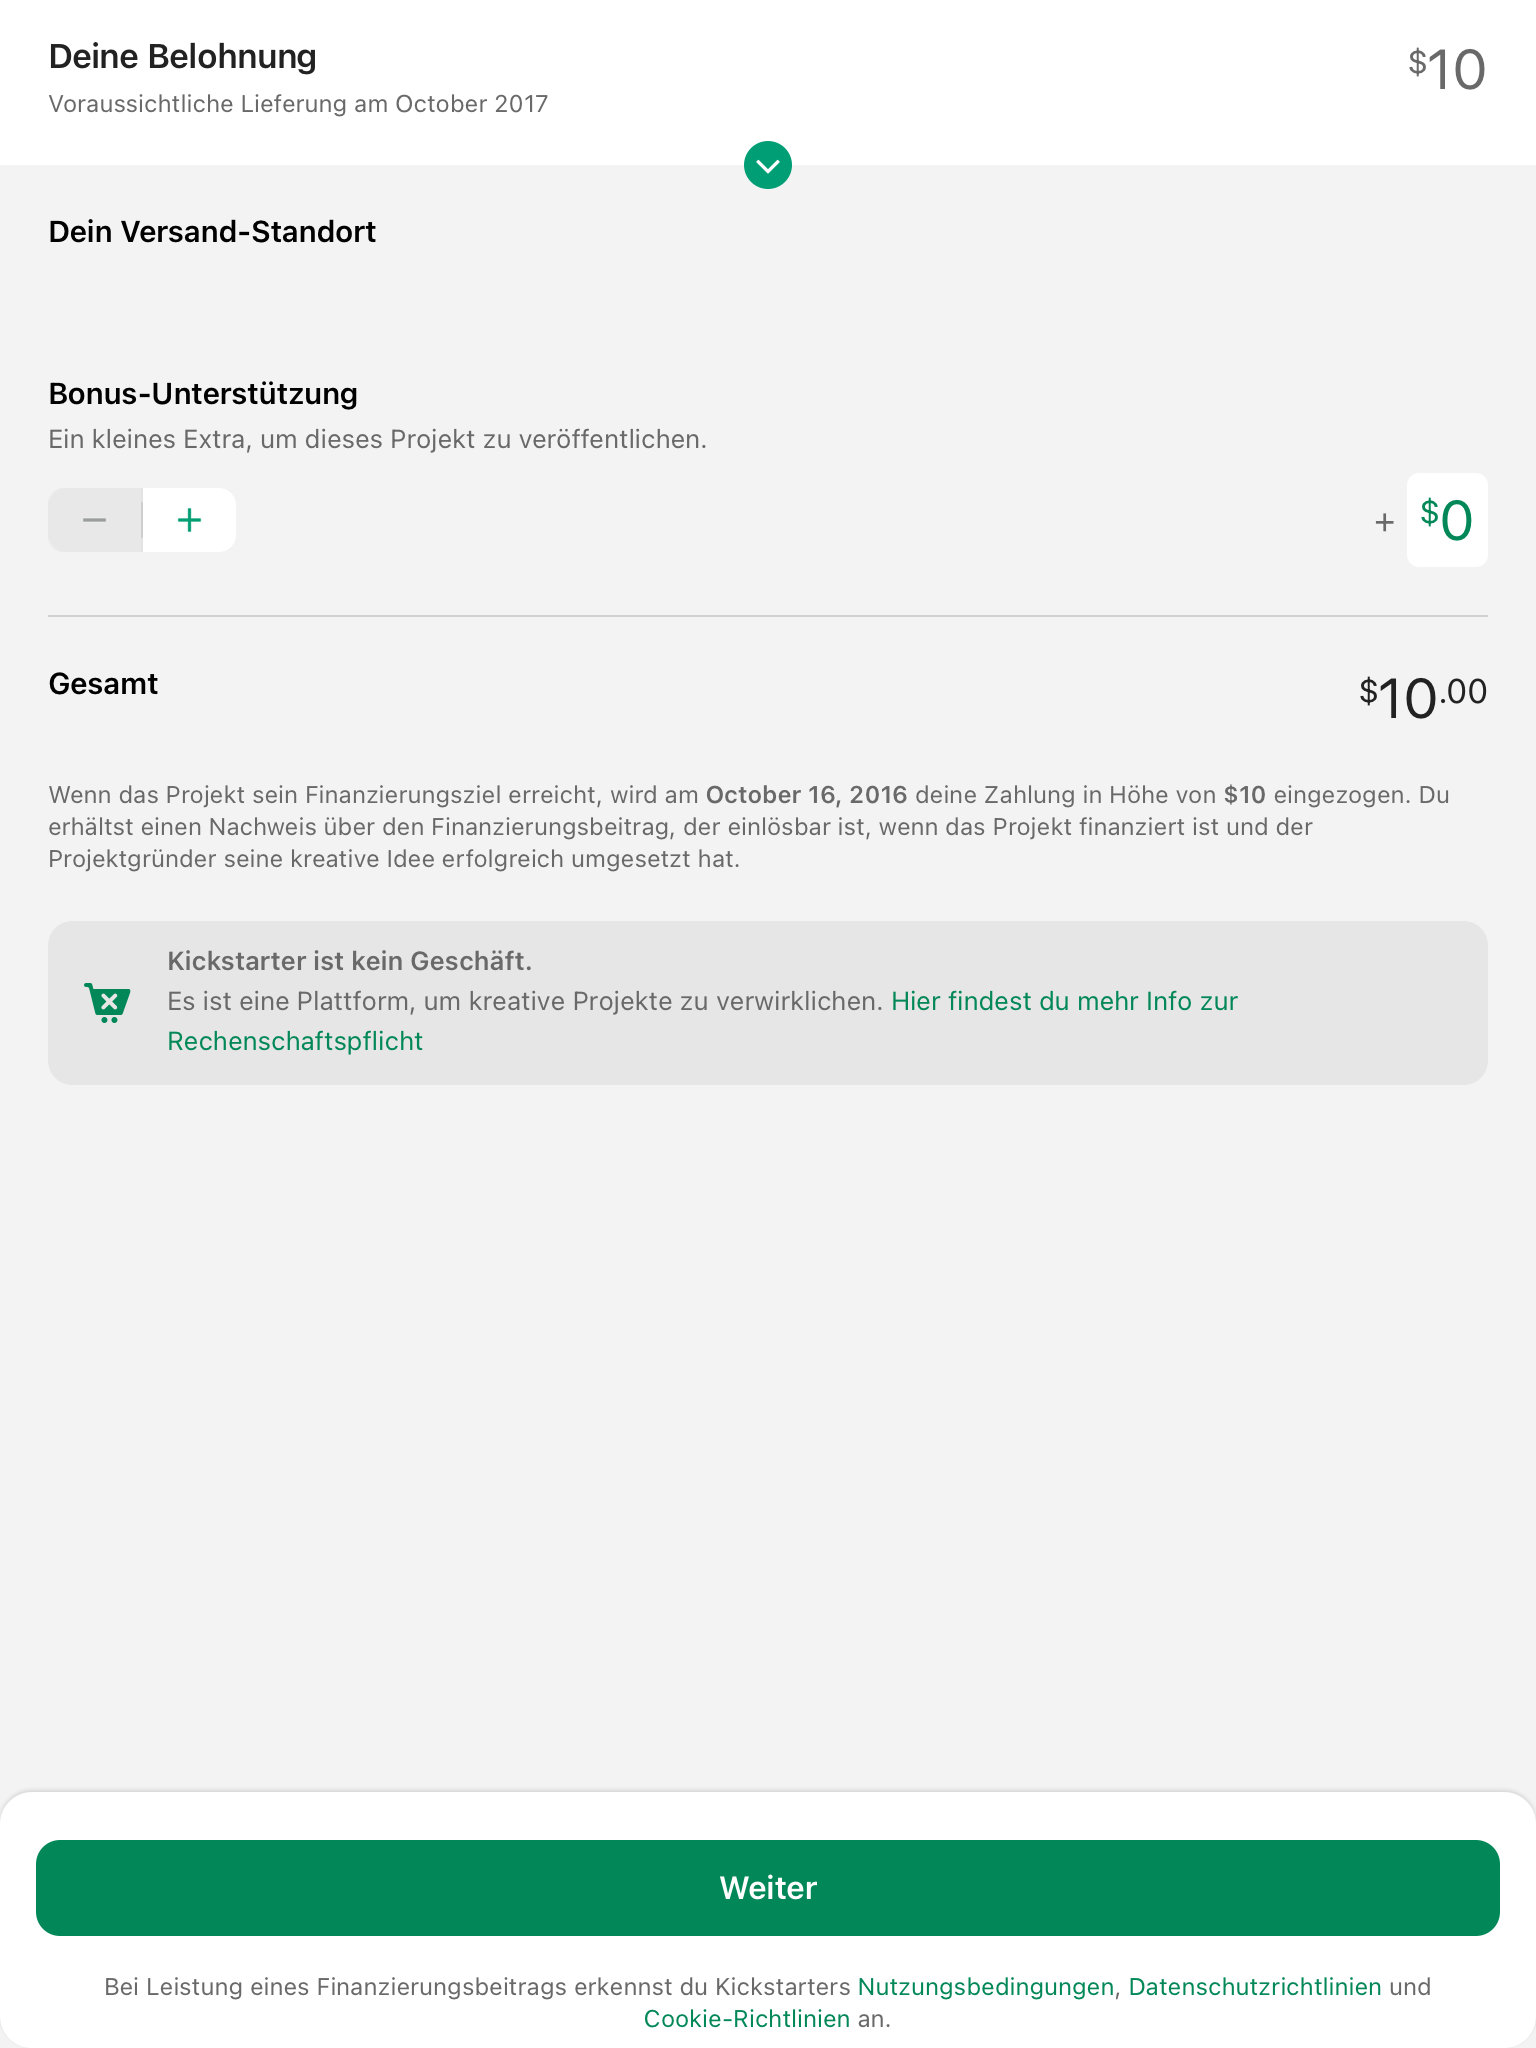 Deine Belohnung
$10
Voraussichtliche Lieferung am October 2017
Dein Versand-Standort
Bonus-Unterstützung
Ein kleines Extra, um dieses Projekt zu veröffentlichen.
− +
+ $0
Gesamt
$10.00
Wenn das Projekt sein Finanzierungsziel erreicht, wird am October 16, 2016 deine Zahlung in Höhe von $10 eingezogen. Du
erhältst einen Nachweis über den Finanzierungsbeitrag, der einlösbar ist, wenn das Projekt finanziert ist und der
Projektgründer seine kreative Idee erfolgreich umgesetzt hat.
Kickstarter ist kein Geschäft.
Es ist eine Plattform, um kreative Projekte zu verwirklichen. Hier findest du mehr Info zur
Rechenschaftspflicht
Weiter
Bei Leistung eines Finanzierungsbeitrags erkennst du Kickstarters Nutzungsbedingungen, Datenschutzrichtlinien und
Cookie-Richtlinien an.